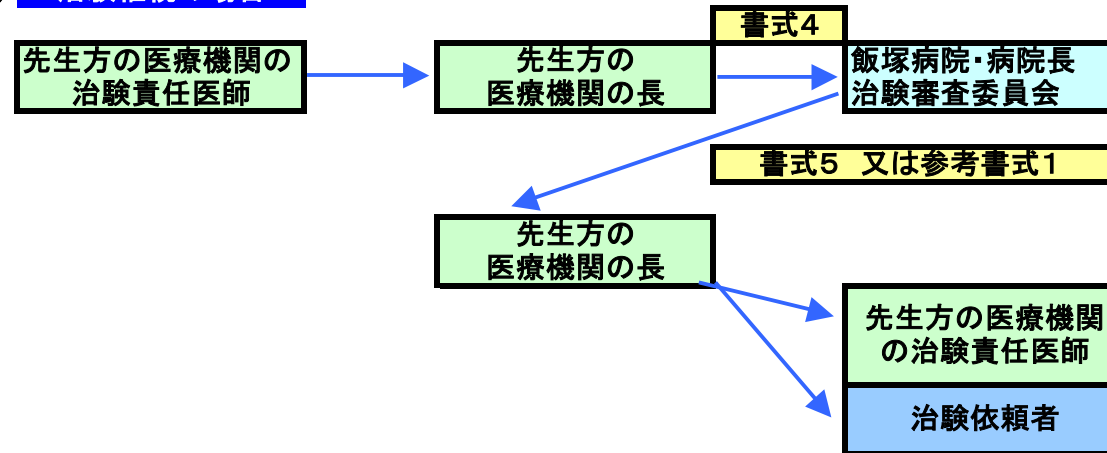 書式4
先生方の医療機関の
治験責任医師
先生方の
医療機関の長
飯塚病院・病院長
治験審査委員会
書式5 又は参考書式1
先生方の
医療機関の長
先生方の医療機関
の治験責任医師
治験依頼者